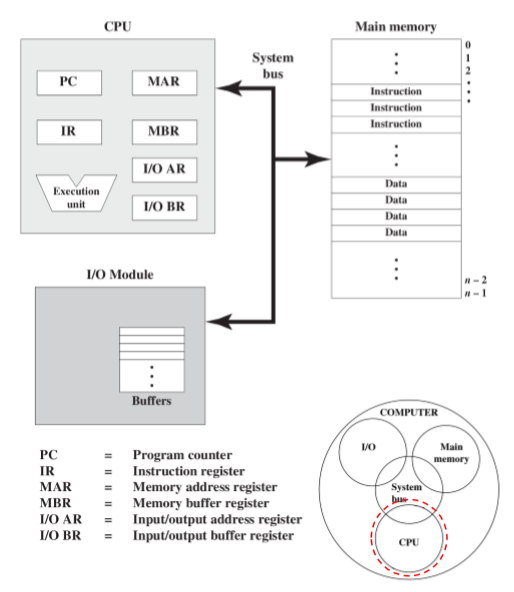 CPU
System
bus
Main memory
PC
MAR
IR
MBR
Execution
unit
I/O AR
I/O BR
0
1
2
Instruction
Instruction
Instruction
Data
Data
Data
Data
n – 2
n – 1
I/O Module
Buffers
PC = Program counter
IR = Instruction register
MAR = Memory address register
MBR = Memory buffer register
I/O AR = Input/output address register
I/O BR = Input/output buffer register
COMPUTER
I/O
Main
memory
System
bus
CPU